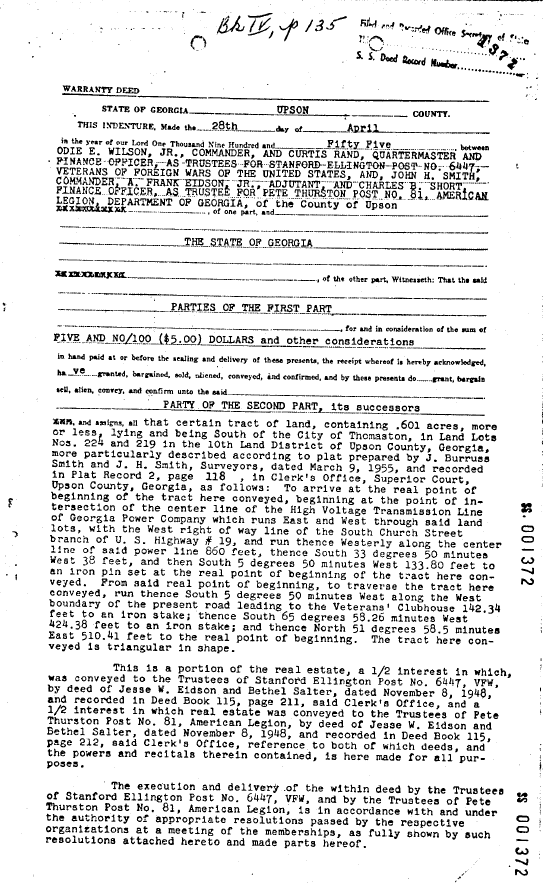 Bk IV, p 135
Filed and Recorded Office Secretary of State
1372
S. S. Deed Record Number
WARRANTY DEED
STATE OF GEORGIA UPSON COUNTY.
THIS INDENTURE, Made the 28th day of April
in the year of our Lord One Thousand Nine Hundred and Fifty Five, between
ODIE E. WILSON, JR., COMMANDER, AND CURTIS RAND, QUARTERMASTER AND
FINANCE OFFICER, AS TRUSTEES FOR STANFORD ELLINGTON POST NO. 6447,
VETERANS OF FOREIGN WARS OF THE UNITED STATES, AND, JOHN H. SMITH,
COMMANDER, A. FRANK EIDSON, JR., ADJUTANT, AND CHARLES B. SHORT,
FINANCE OFFICER, AS TRUSTEE FOR PETE THURSTON POST NO. 81, AMERICAN
LEGION, DEPARTMENT OF GEORGIA, of the County of Upson
, of one part, and
THE STATE OF GEORGIA
, of the other part, Witnesseth: That the said
PARTIES OF THE FIRST PART
, for and in consideration of the sum of
FIVE AND NO/100 ($5.00) DOLLARS and other considerations
in hand paid at or before the sealing and delivery of these presents, the receipt whereof is hereby acknowledged,
ha ve granted, bargained, sold, aliened, conveyed, and confirmed, and by these presents do grant, bargain
sell, alien, convey, and confirm unto the said
PARTY OF THE SECOND PART, its successors
and assigns, all that certain tract of land, containing .601 acres, more
or less, lying and being South of the City of Thomaston, in Land Lots
Nos. 224 and 219 in the 10th Land District of Upson County, Georgia,
more particularly described according to plat prepared by J. Burruss
Smith and J. H. Smith, Surveyors, dated March 9, 1955, and recorded
in Plat Record 2, page 118 , in Clerk's Office, Superior Court,
Upson County, Georgia, as follows: To arrive at the real point of
beginning of the tract here conveyed, beginning at the point of in-
tersection of the center line of the High Voltage Transmission Line
of Georgia Power Company which runs East and West through said land
lots, with the West right of way line of the South Church Street
branch of U. S. Highway # 19, and run thence Westerly along the center
line of said power line 860 feet, thence South 33 degrees 50 minutes
West 38 feet, and then South 5 degrees 50 minutes West 133.80 feet to
an iron pin set at the real point of beginning of the tract here con-
veyed. From said real point of beginning, to traverse the tract here
conveyed, run thence South 5 degrees 50 minutes West along the West
boundary of the present road leading to the Veterans' Clubhouse 142.34
feet to an iron stake; thence South 65 degrees 58.26 minutes West
424.38 feet to an iron stake; and thence North 51 degrees 58.5 minutes
East 510.41 feet to the real point of beginning. The tract here con-
veyed is triangular in shape.
This is a portion of the real estate, a 1/2 interest in which,
was conveyed to the Trustees of Stanford Ellington Post No. 6447, VFW,
by deed of Jesse W. Eidson and Bethel Salter, dated November 8, 1948,
and recorded in Deed Book 115, page 211, said Clerk's Office, and a
1/2 interest in which real estate was conveyed to the Trustees of Pete
Thurston Post No. 81, American Legion, by deed of Jesse W. Eidson and
Bethel Salter, dated November 8, 1948, and recorded in Deed Book 115,
page 212, said Clerk's Office, reference to both of which deeds, and
the powers and recitals therein contained, is here made for all pur-
poses.
The execution and delivery of the within deed by the Trustees
of Stanford Ellington Post No. 6447, VFW, and by the Trustees of Pete
Thurston Post No. 81, American Legion, is in accordance with and under
the authority of appropriate resolutions passed by the respective
organizations at a meeting of the memberships, as fully shown by such
resolutions attached hereto and made parts hereof.
001372
001372